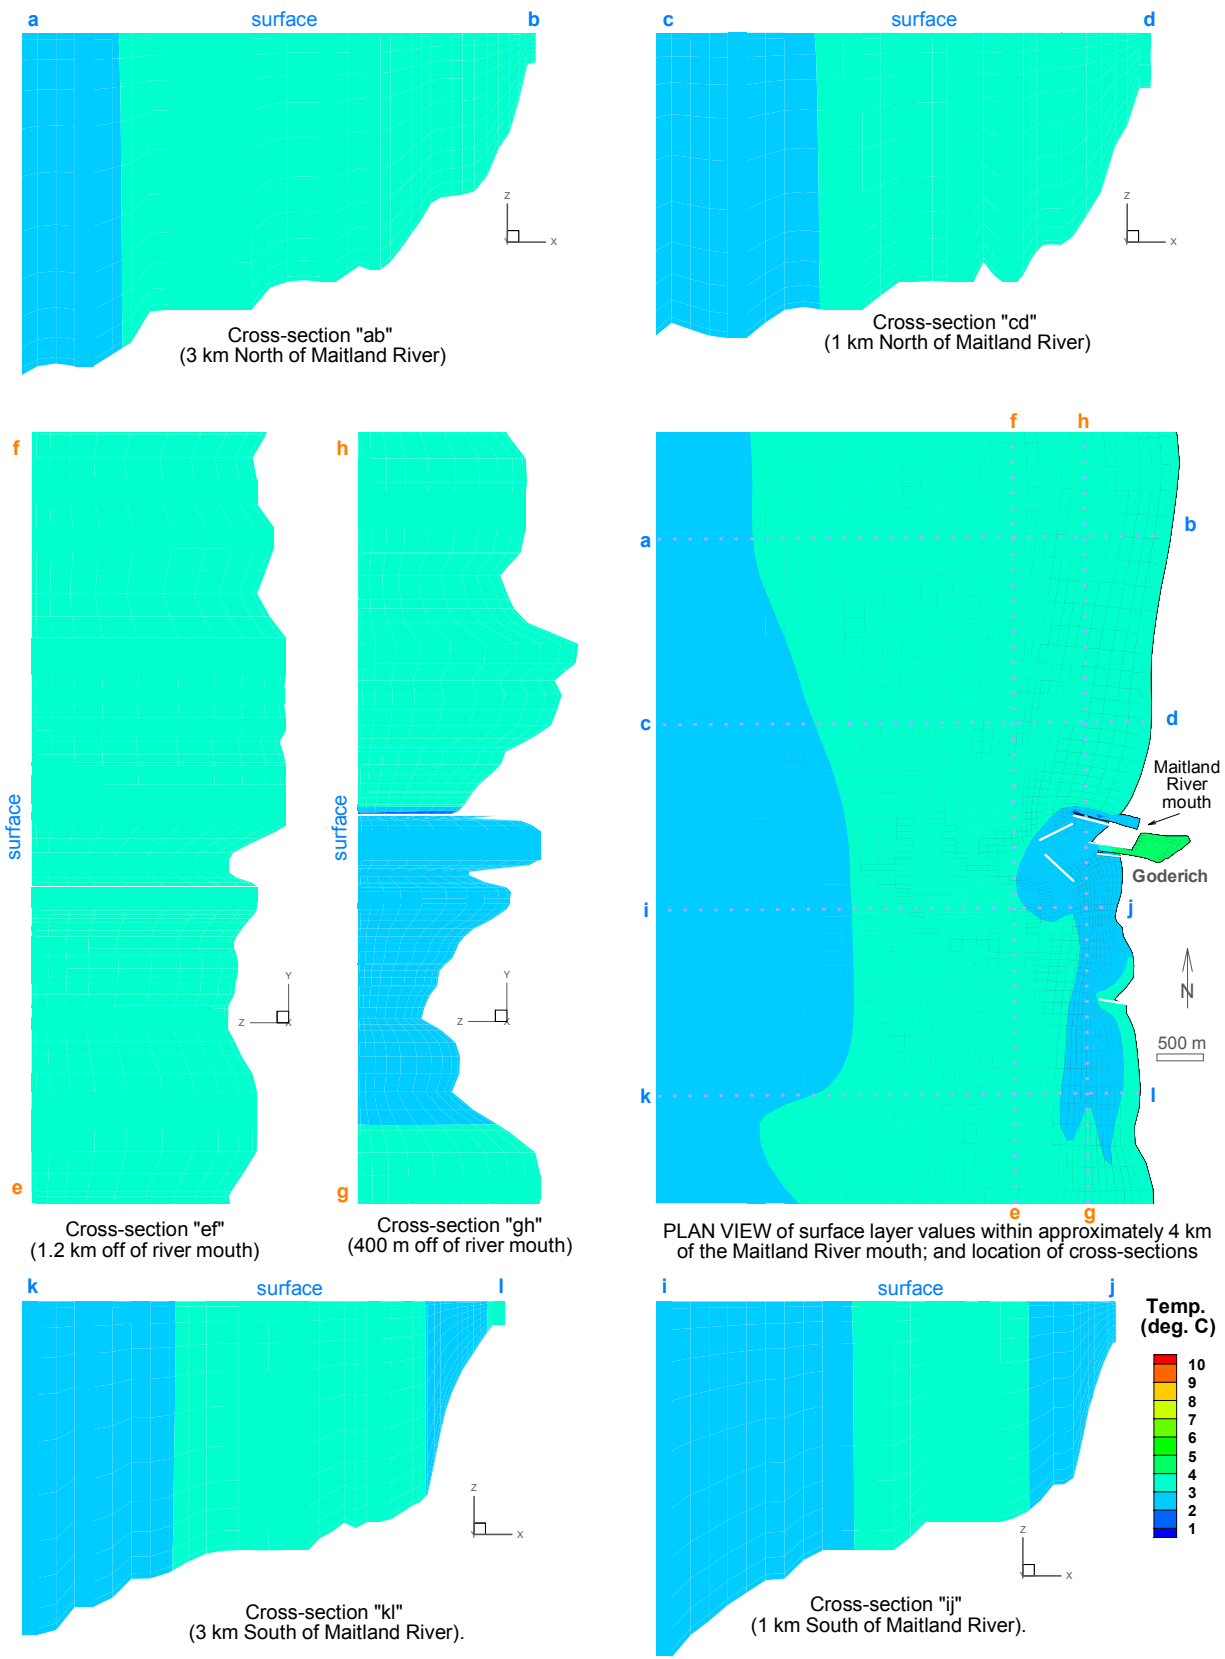 a surface b
c surface d
Z
X
Y
Z
X
Y
Cross-section "ab"
(3 km North of Maitland River)
Cross-section "cd"
(1 km North of Maitland River)
f
surface
e
Y
Z
X
Cross-section "ef"
(1.2 km off of river mouth)
h
surface
g
Y
Z
X
Cross-section "gh"
(400 m off of river mouth)
f h
a b
c d
Maitland
River
mouth
Goderich
i j
N
500 m
k l
e g
PLAN VIEW of surface layer values within approximately 4 km
of the Maitland River mouth; and location of cross-sections
k surface l
Z
X
Y
Cross-section "kl"
(3 km South of Maitland River).
i surface j
Z
X
Y
Cross-section "ij"
(1 km South of Maitland River).
Temp.
(deg. C)
10
9
8
7
6
5
4
3
2
1